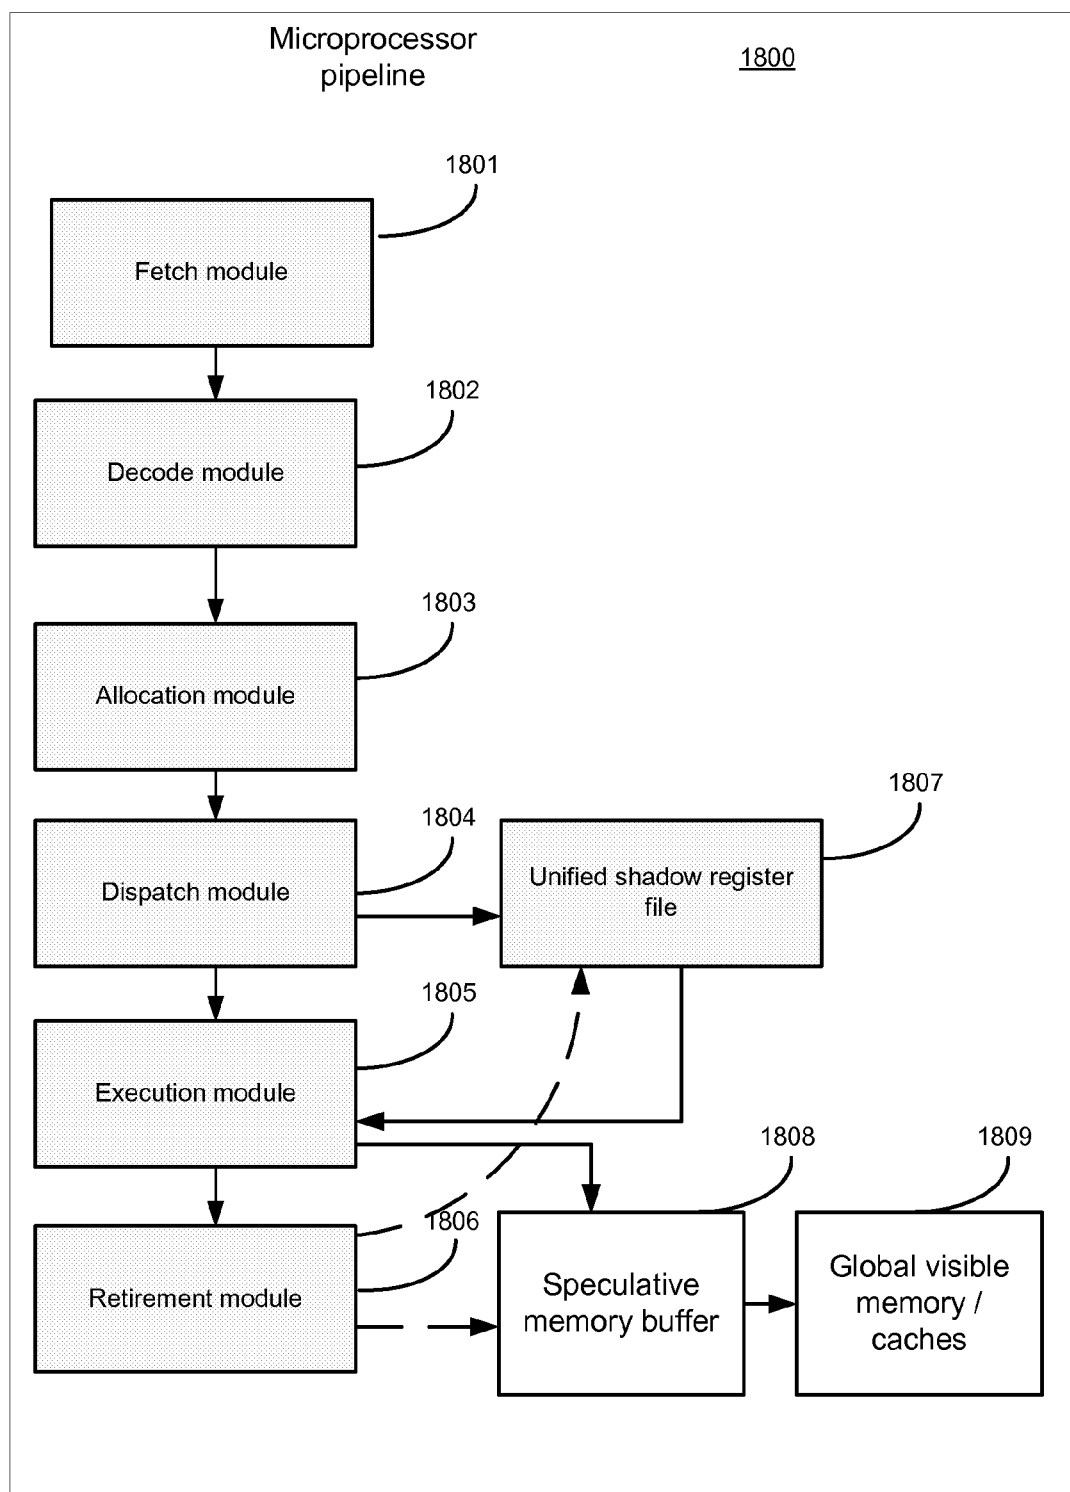 Microprocessor
pipeline
1800
1801
Fetch module
1802
Decode module
1803
Allocation module
1804
Dispatch module
1807
Unified shadow register
file
1805
Execution module
1806
Retirement module
1808
Speculative
memory buffer
1809
Global visible
memory /
caches